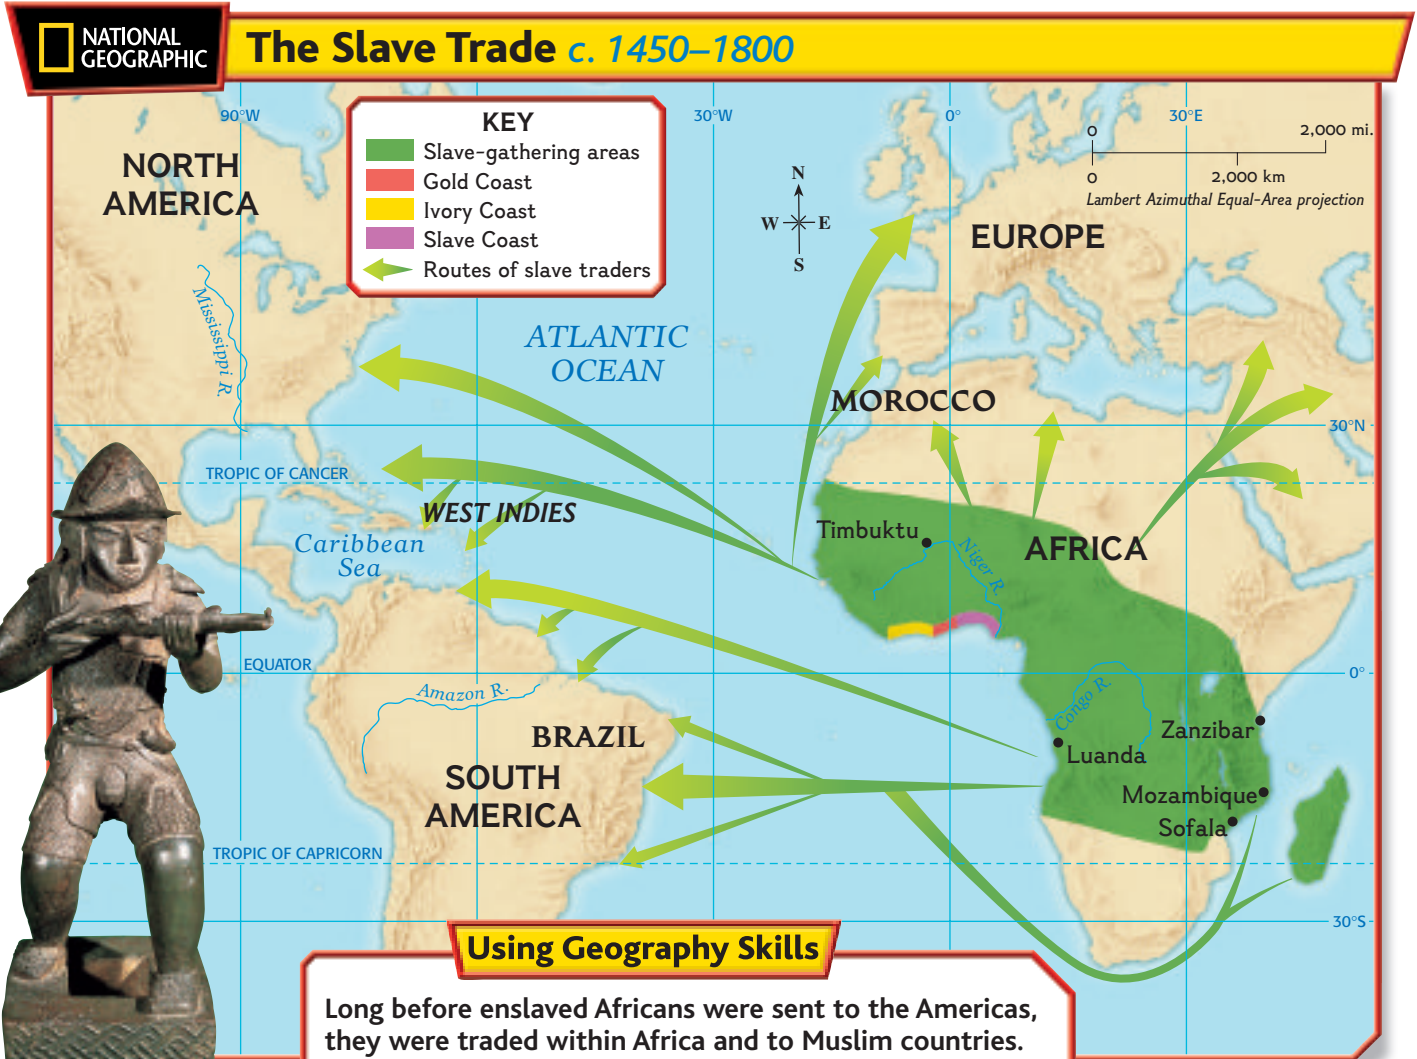 NATIONAL
GEOGRAPHIC
The Slave Trade c. 1450–1800
90°W
30°W
0°
30°E
KEY
Slave-gathering areas
Gold Coast
Ivory Coast
Slave Coast
Routes of slave traders
0
2,000 mi.
0
2,000 km
Lambert Azimuthal Equal-Area projection
N
W
E
S
NORTH
AMERICA
EUROPE
Mississippi R.
ATLANTIC
OCEAN
MOROCCO
30°N
TROPIC OF CANCER
WEST INDIES
Caribbean
Sea
Timbuktu
Niger R.
AFRICA
EQUATOR
0°
Amazon R.
Congo R.
BRAZIL
Zanzibar
Luanda
SOUTH
AMERICA
Mozambique
Sofala
TROPIC OF CAPRICORN
30°S
Using Geography Skills
Long before enslaved Africans were sent to the Americas,
they were traded within Africa and to Muslim countries.